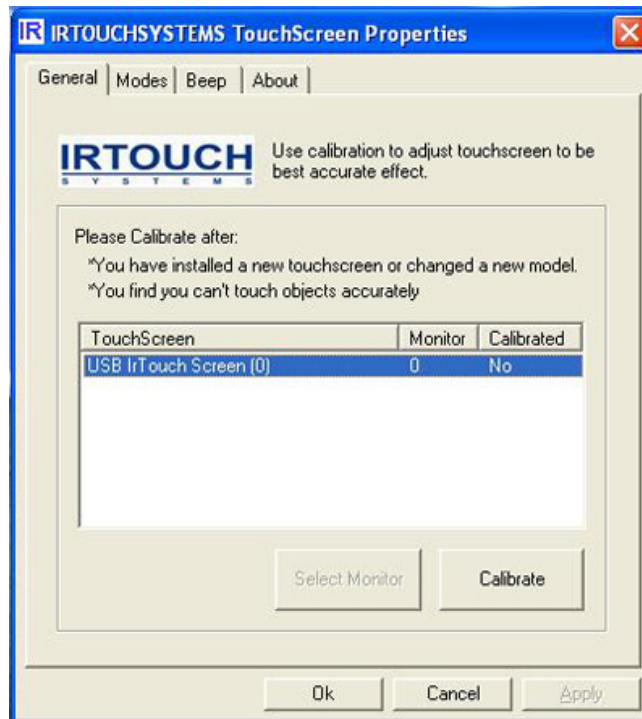 IR IRTOUCHSYSTEMS TouchScreen Properties
General Modes Beep About
IRTOUCH
SYSTEMS
Use calibration to adjust touchscreen to be
best accurate effect.
Please Calibrate after:
*You have installed a new touchscreen or changed a new model.
*You find you can't touch objects accurately
TouchScreen Monitor Calibrated
USB IrTouch Screen (0) 0 No
Select Monitor Calibrate
Ok Cancel Apply